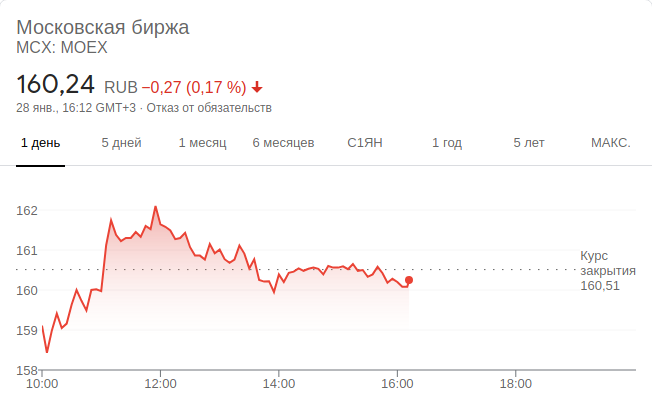 Московская биржа
MCX: MOEX
160,24 RUB −0,27 (0,17 %)
28 янв., 16:12 GMT+3 · Отказ от обязательств
1 день 5 дней 1 месяц 6 месяцев С1ЯН 1 год 5 лет МАКС.
162
161
160
159
158
Курс
закрытия
160,51
10:00 12:00 14:00 16:00 18:00